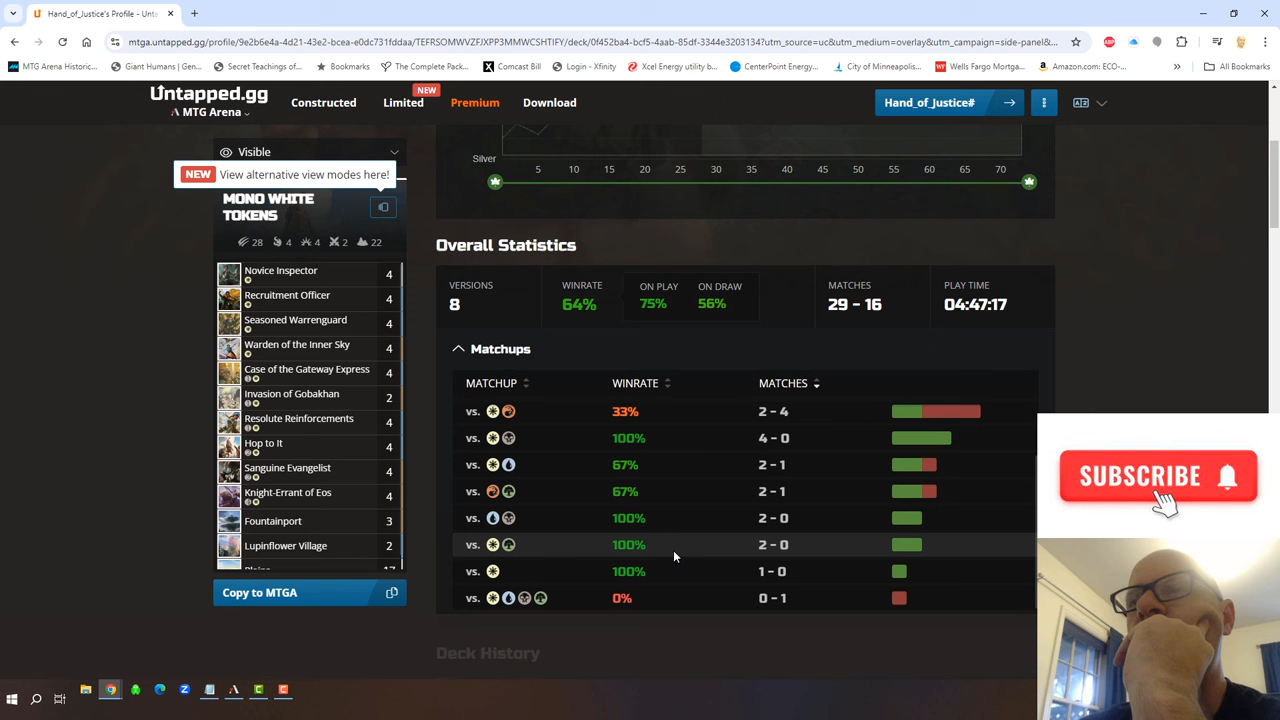 Hand_of_Justice's Profile - Unta
mtga.untapped.gg/profile/9e2b6e4a-4d21-43e2-bcea-e0dc731fddaa/TEFRSOMWVZFJXPP3MMWCSHTIFY/deck/0f452ba4-bcf5-4aab-85df-3344e3203134?utm_source=uc&utm_medium=overlay&utm_campaign=side-panel&...
MTG Arena Historic... Giant Humans | Gen... Secret Teachings of... Bookmarks The Complete Pack... Comcast Bill Login - Xfinity Xcel Energy utility b... CenterPoint Energy... City of Minneapolis... Wells Fargo Mortga... Amazon.com: ECO-... » All Bookmarks
Untapped.gg
MTG Arena
Constructed
NEW
Limited
Premium
Download
Hand_of_Justice#
Visible
NEW View alternative view modes here!
MONO WHITE
TOKENS
28 4 4 2 22
Novice Inspector 4
Recruitment Officer 4
Seasoned Warrenguard 4
Warden of the Inner Sky 4
Case of the Gateway Express 4
Invasion of Gobakhan 2
Resolute Reinforcements 4
Hop to It 4
Sanguine Evangelist 4
Knight-Errant of Eos 4
Fountainport 3
Lupinflower Village 2
Plains 17
Copy to MTGA
Silver
5 10 15 20 25 30 35 40 45 50 55 60 65 70
Overall Statistics
VERSIONS WINRATE ON PLAY ON DRAW MATCHES PLAY TIME
8 64% 75% 56% 29 - 16 04:47:17
Matchups
MATCHUP WINRATE MATCHES
vs. 33% 2 - 4
vs. 100% 4 - 0
vs. 67% 2 - 1
vs. 67% 2 - 1
vs. 100% 2 - 0
vs. 100% 2 - 0
vs. 100% 1 - 0
vs. 0% 0 - 1
Deck History
SUBSCRIBE